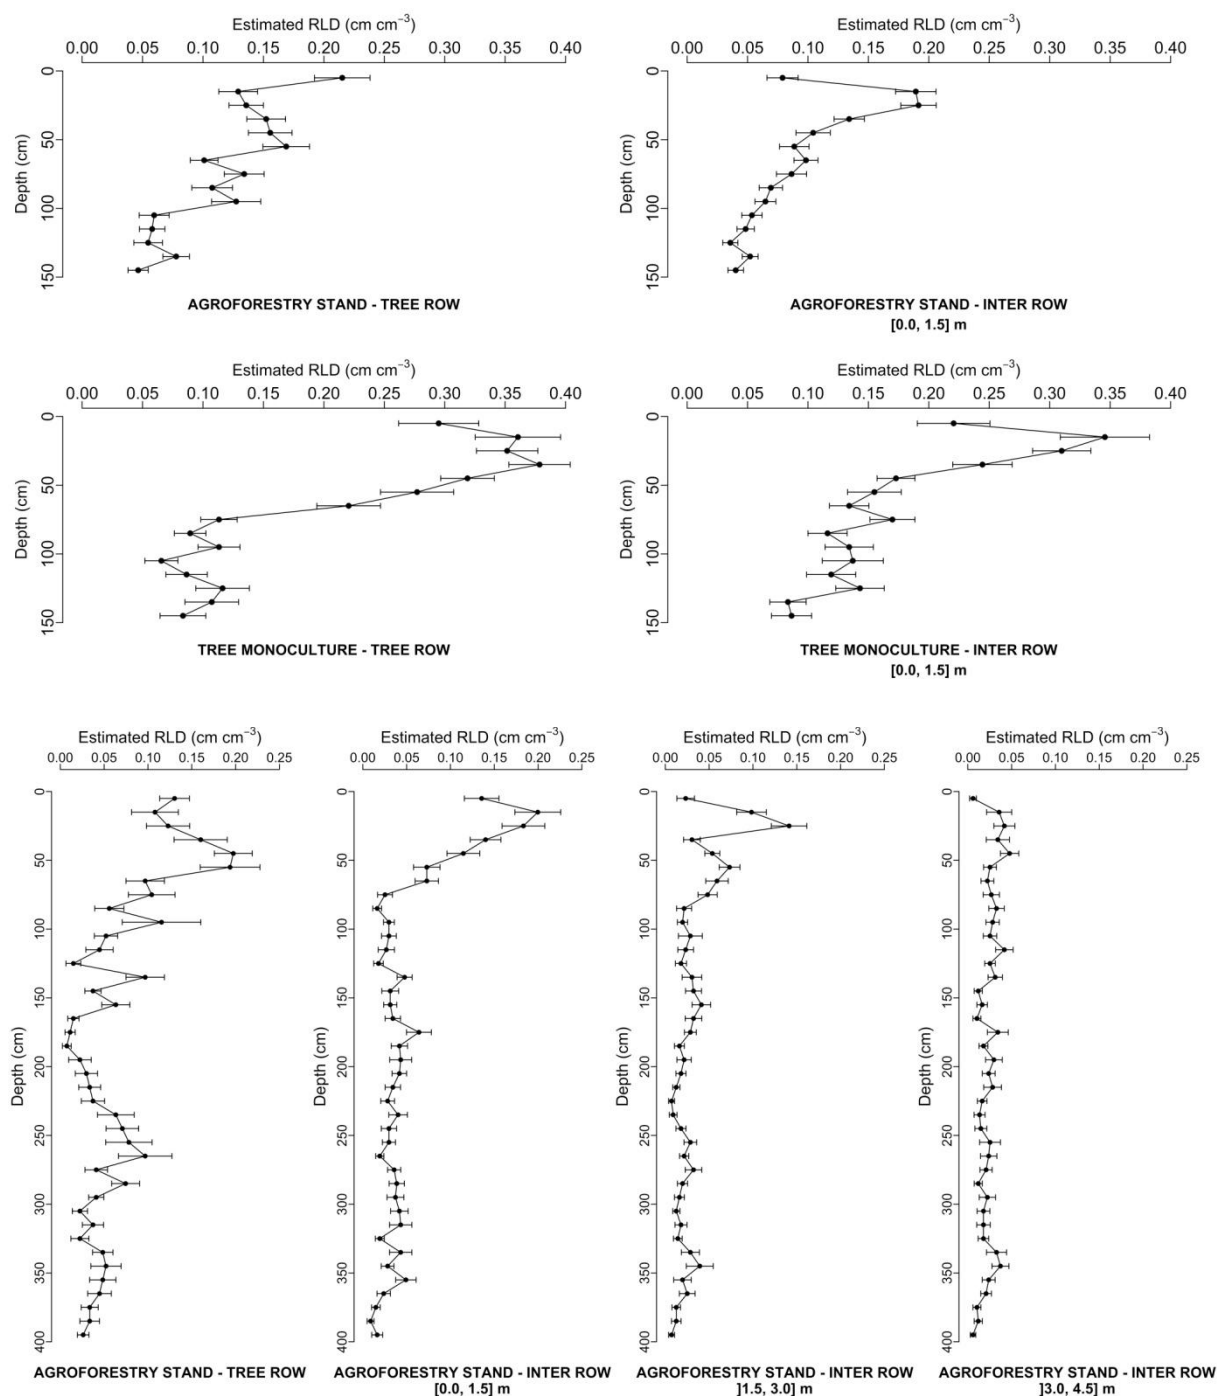 Estimated RLD (cm cm⁻³)
0.00 0.05 0.10 0.15 0.20 0.25 0.30 0.35 0.40
Depth (cm)
0
50
100
150
AGROFORESTRY STAND - TREE ROW
Estimated RLD (cm cm⁻³)
0.00 0.05 0.10 0.15 0.20 0.25 0.30 0.35 0.40
Depth (cm)
0
50
100
150
AGROFORESTRY STAND - INTER ROW
[0.0, 1.5] m
Estimated RLD (cm cm⁻³)
0.00 0.05 0.10 0.15 0.20 0.25 0.30 0.35 0.40
Depth (cm)
0
50
100
150
TREE MONOCULTURE - TREE ROW
Estimated RLD (cm cm⁻³)
0.00 0.05 0.10 0.15 0.20 0.25 0.30 0.35 0.40
Depth (cm)
0
50
100
150
TREE MONOCULTURE - INTER ROW
[0.0, 1.5] m
Estimated RLD (cm cm⁻³)
0.00 0.05 0.10 0.15 0.20 0.25
Depth (cm)
0
50
100
150
200
250
300
350
400
AGROFORESTRY STAND - TREE ROW
Estimated RLD (cm cm⁻³)
0.00 0.05 0.10 0.15 0.20 0.25
Depth (cm)
0
50
100
150
200
250
300
350
400
AGROFORESTRY STAND - INTER ROW
[0.0, 1.5] m
Estimated RLD (cm cm⁻³)
0.00 0.05 0.10 0.15 0.20 0.25
Depth (cm)
0
50
100
150
200
250
300
350
400
AGROFORESTRY STAND - INTER ROW
]1.5, 3.0] m
Estimated RLD (cm cm⁻³)
0.00 0.05 0.10 0.15 0.20 0.25
Depth (cm)
0
50
100
150
200
250
300
350
400
AGROFORESTRY STAND - INTER ROW
]3.0, 4.5] m